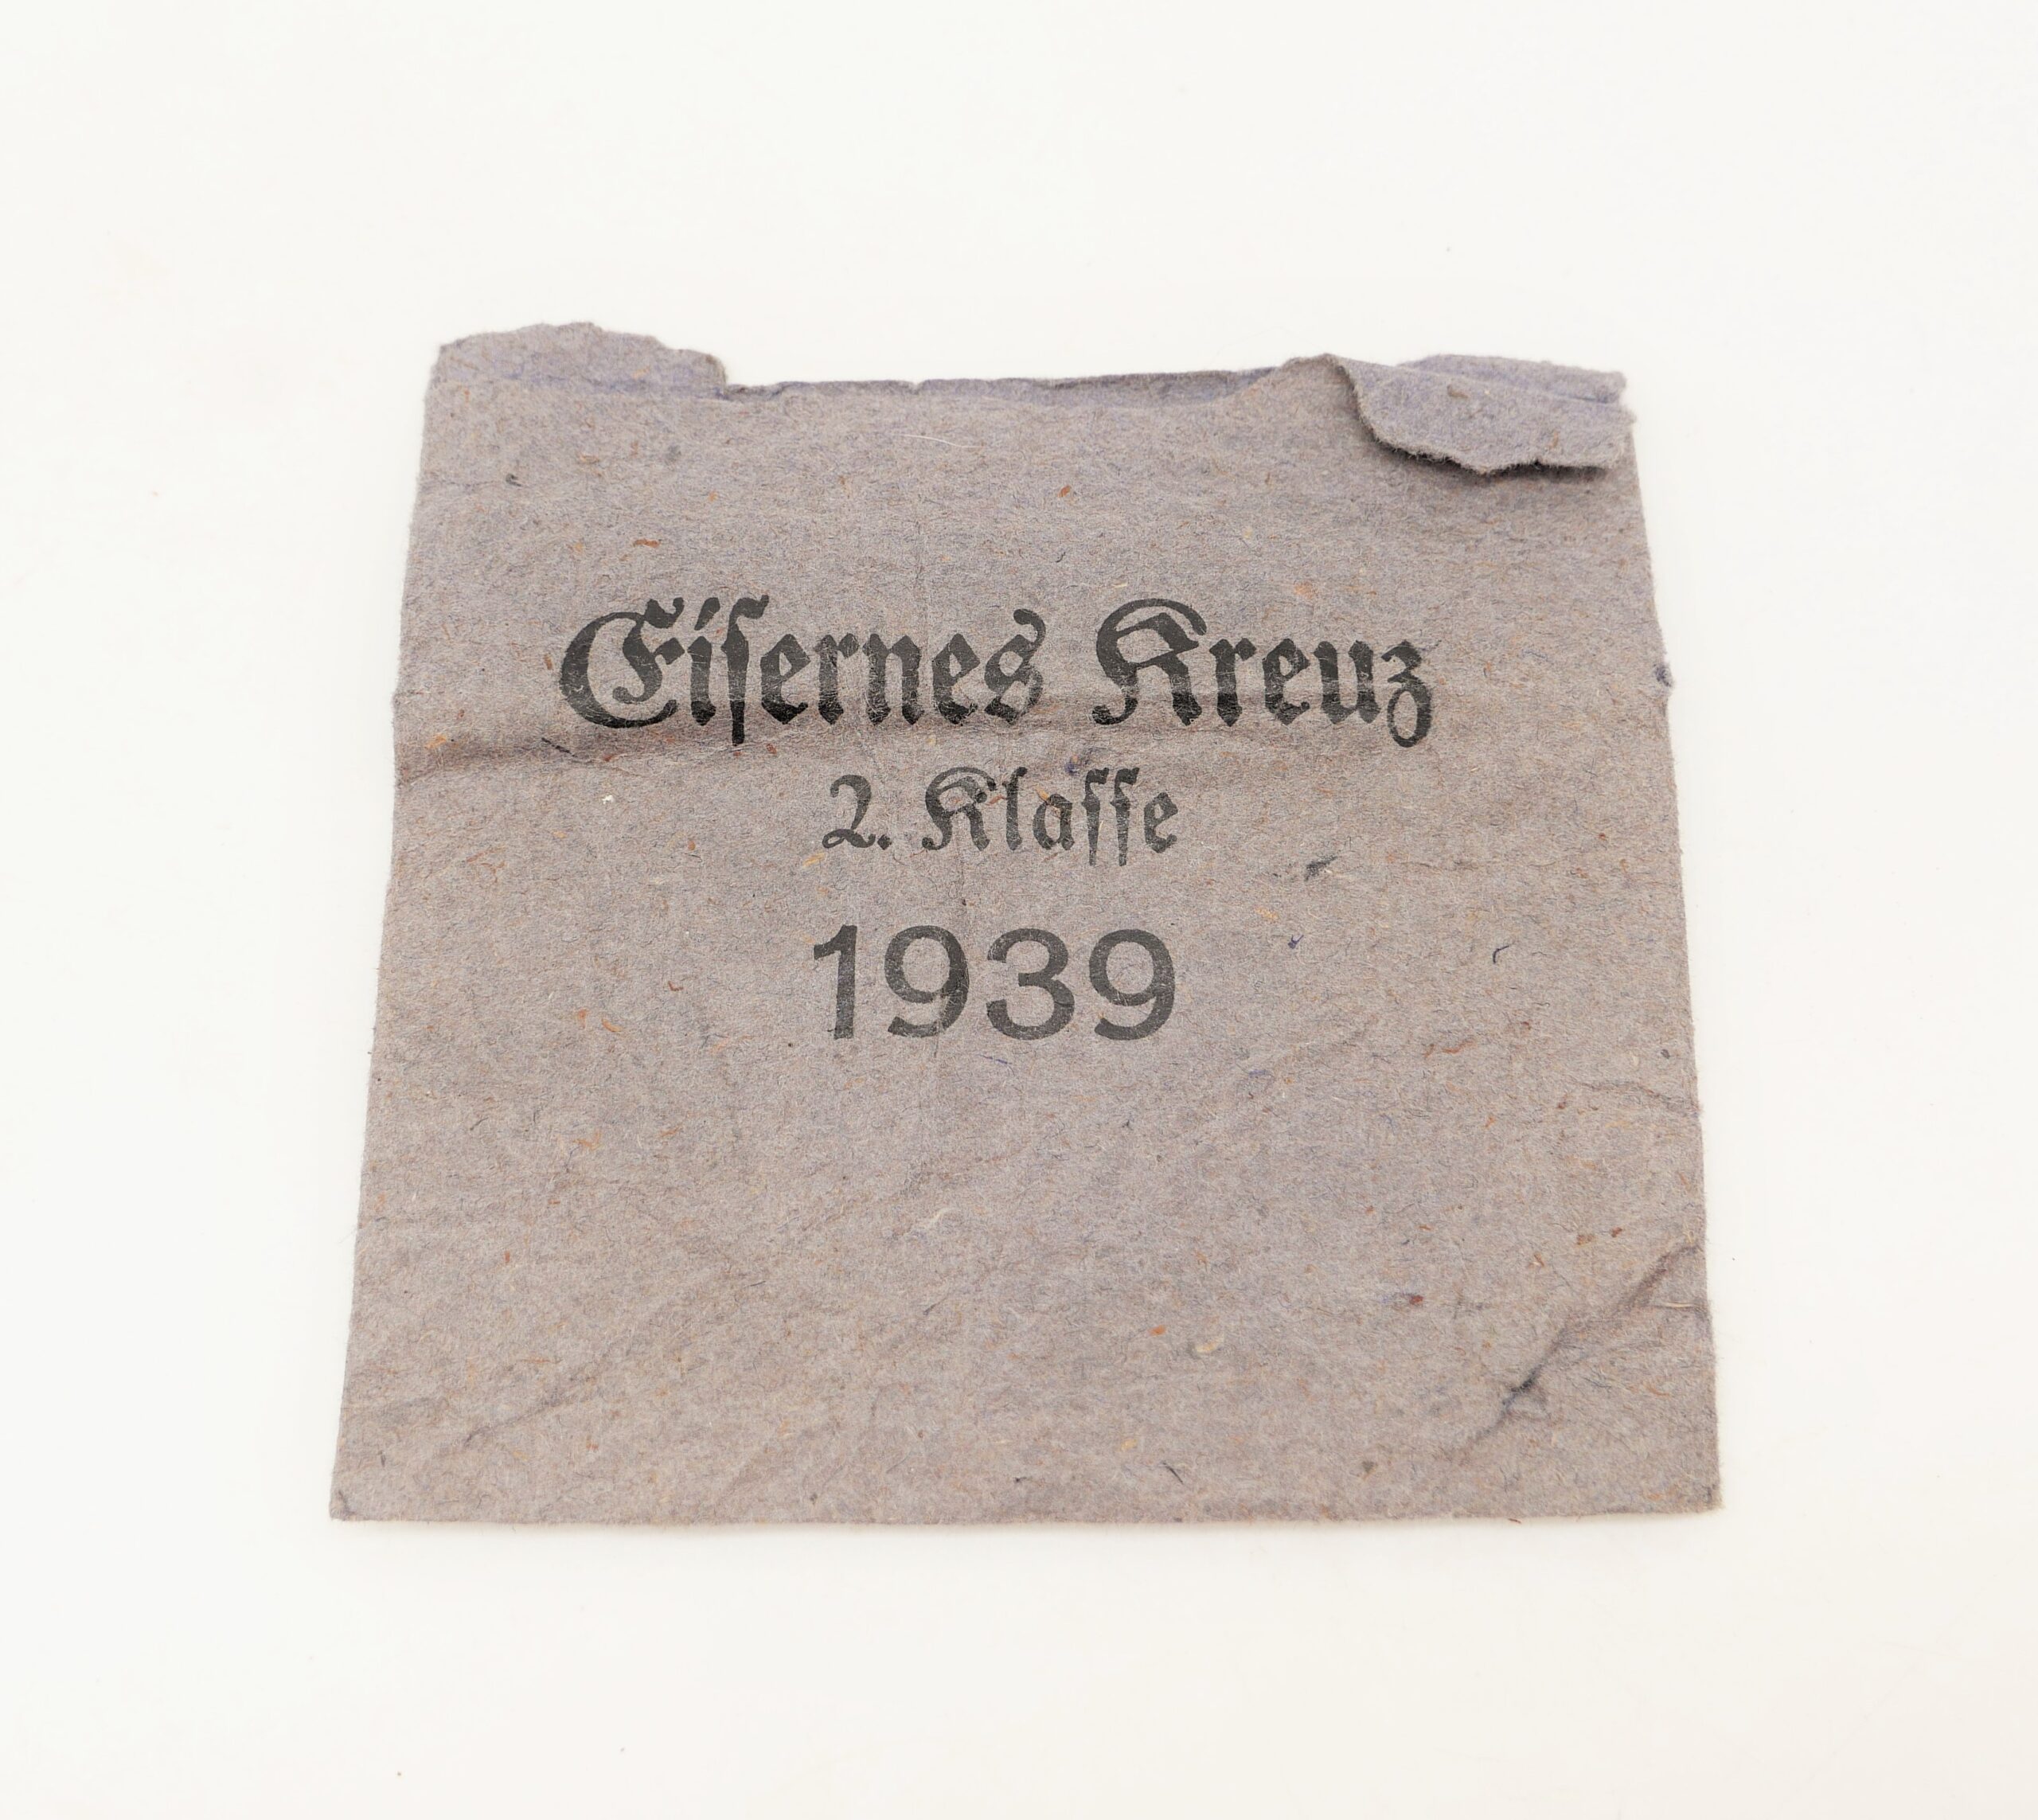 Eiſernes Kreuz
2. Klaſſe
1939